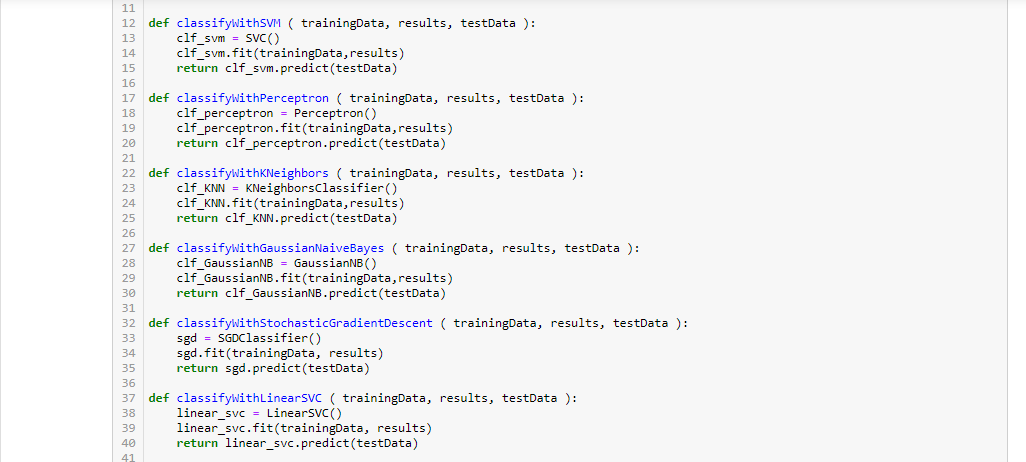 11
12 def classifyWithSVM ( trainingData, results, testData ):
13     clf_svm = SVC()
14     clf_svm.fit(trainingData,results)
15     return clf_svm.predict(testData)
16
17 def classifyWithPerceptron ( trainingData, results, testData ):
18     clf_perceptron = Perceptron()
19     clf_perceptron.fit(trainingData,results)
20     return clf_perceptron.predict(testData)
21
22 def classifyWithKNeighbors ( trainingData, results, testData ):
23     clf_KNN = KNeighborsClassifier()
24     clf_KNN.fit(trainingData,results)
25     return clf_KNN.predict(testData)
26
27 def classifyWithGaussianNaiveBayes ( trainingData, results, testData ):
28     clf_GaussianNB = GaussianNB()
29     clf_GaussianNB.fit(trainingData,results)
30     return clf_GaussianNB.predict(testData)
31
32 def classifyWithStochasticGradientDescent ( trainingData, results, testData ):
33     sgd = SGDClassifier()
34     sgd.fit(trainingData, results)
35     return sgd.predict(testData)
36
37 def classifyWithLinearSVC ( trainingData, results, testData ):
38     linear_svc = LinearSVC()
39     linear_svc.fit(trainingData, results)
40     return linear_svc.predict(testData)
41